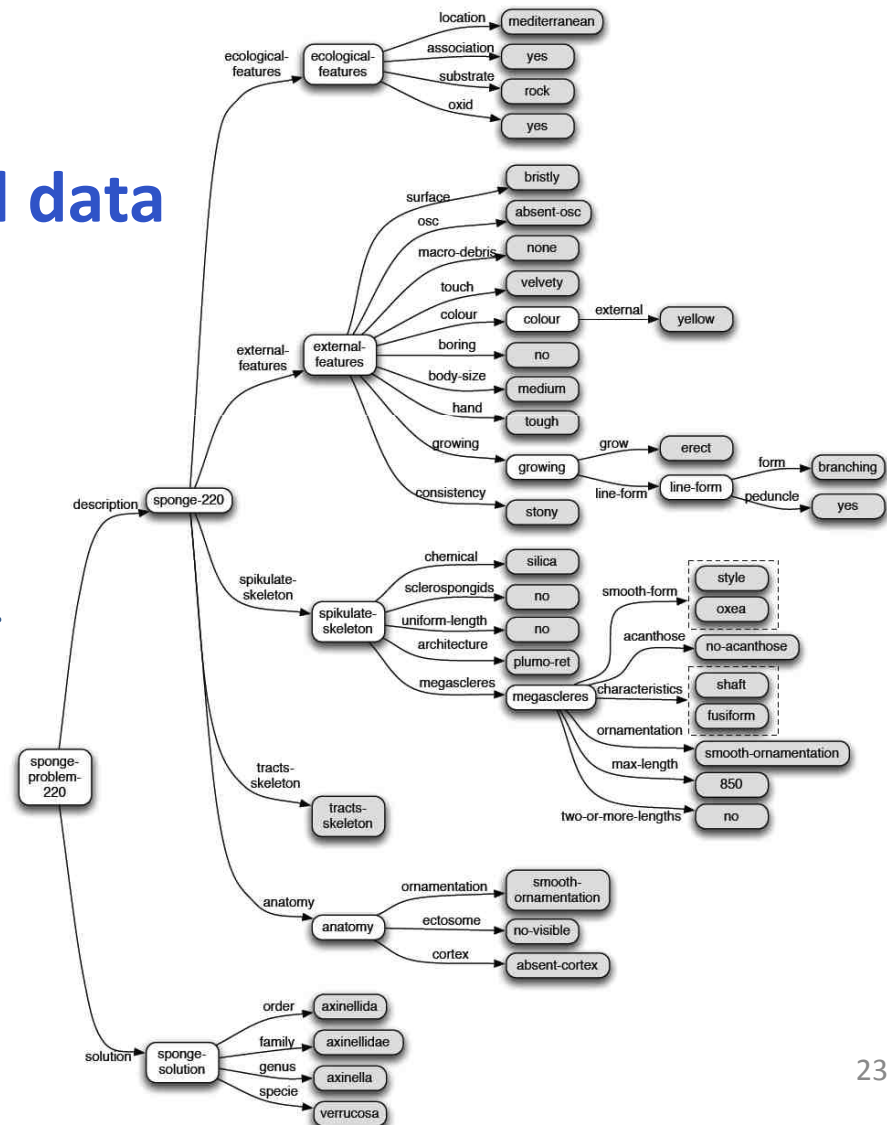 l data
.
location
mediterranean
ecological-
features
ecological-
features
association
yes
substrate
rock
oxid
yes
bristly
surface
osc
absent-osc
macro-debris
none
touch
velvety
colour
colour
external
yellow
external-
features
external-
features
boring
no
body-size
medium
hand
tough
growing
growing
grow
erect
line-form
line-form
form
branching
peduncle
yes
consistency
stony
description
sponge-220
spikulate-
skeleton
spikulate-
skeleton
chemical
silica
sclerospongids
no
uniform-length
no
architecture
plumo-ret
megascleres
megascleres
smooth-form
style
oxea
acanthose
no-acanthose
characteristics
shaft
fusiform
ornamentation
smooth-ornamentation
max-length
850
two-or-more-lengths
no
sponge-
problem-
220
tracts-
skeleton
tracts-
skeleton
anatomy
anatomy
ornamentation
smooth-
ornamentation
ectosome
no-visible
cortex
absent-cortex
solution
sponge-
solution
order
axinellida
family
axinellidae
genus
axinella
specie
verrucosa
23